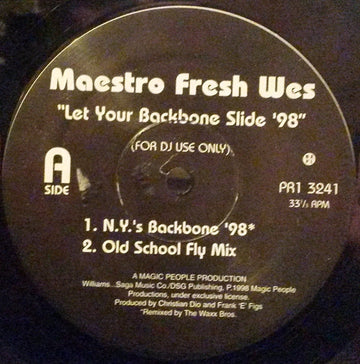 Maestro Fresh Wes
"Let Your Backbone Slide '98"
(FOR DJ USE ONLY)
A
SIDE
PR1 3241
33⅓ RPM
1. N.Y.'s Backbone '98*
2. Old School Fly Mix
A MAGIC PEOPLE PRODUCTION
Williams...Saga Music Co./DSG Publishing, P.1998 Magic People
Productions, under exclusive license.
Produced by Christian Dio and Frank 'E' Figs
*Remixed by The Waxx Bros.